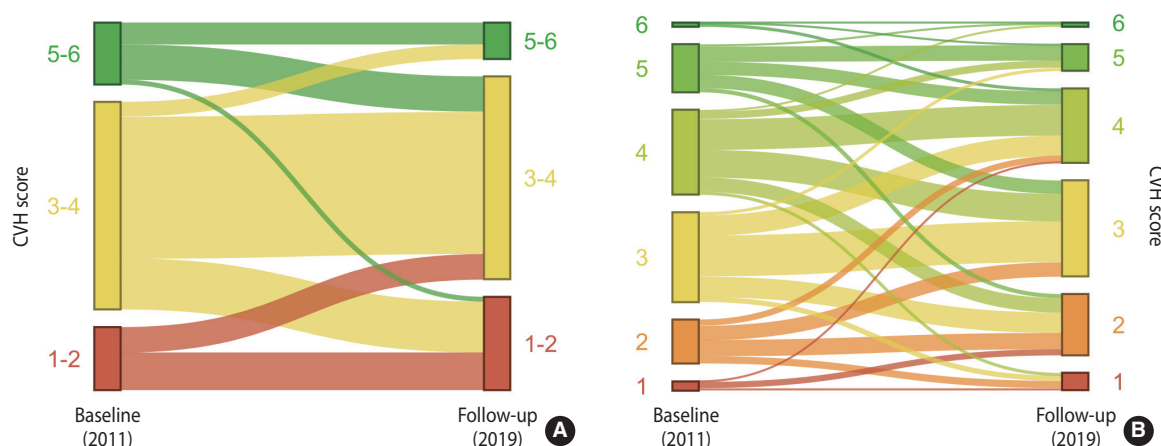 CVH score
5-6
3-4
1-2
5-6
3-4
1-2
Baseline
(2011)
Follow-up
(2019)
A
6
5
4
3
2
1
6
5
4
3
2
1
CVH score
Baseline
(2011)
Follow-up
(2019)
B